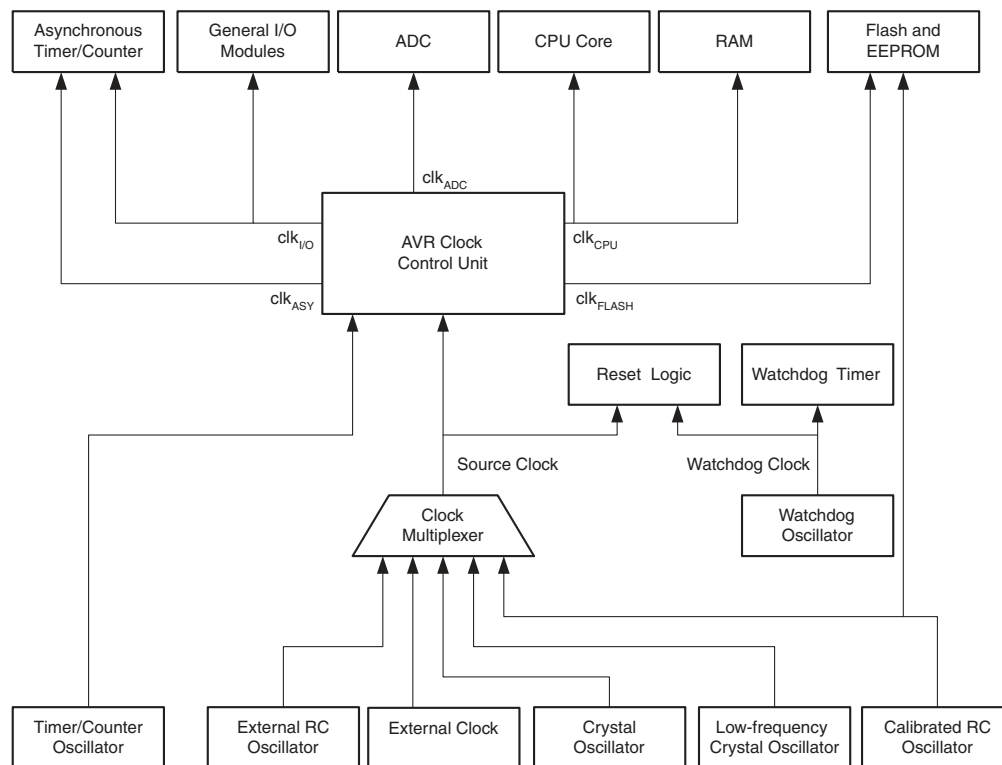 Asynchronous
Timer/Counter
General I/O
Modules
ADC
CPU Core
RAM
Flash and
EEPROM
clkADC
clkI/O
AVR Clock
Control Unit
clkCPU
clkASY
clkFLASH
Reset Logic
Watchdog Timer
Source Clock
Watchdog Clock
Clock
Multiplexer
Watchdog
Oscillator
Timer/Counter
Oscillator
External RC
Oscillator
External Clock
Crystal
Oscillator
Low-frequency
Crystal Oscillator
Calibrated RC
Oscillator